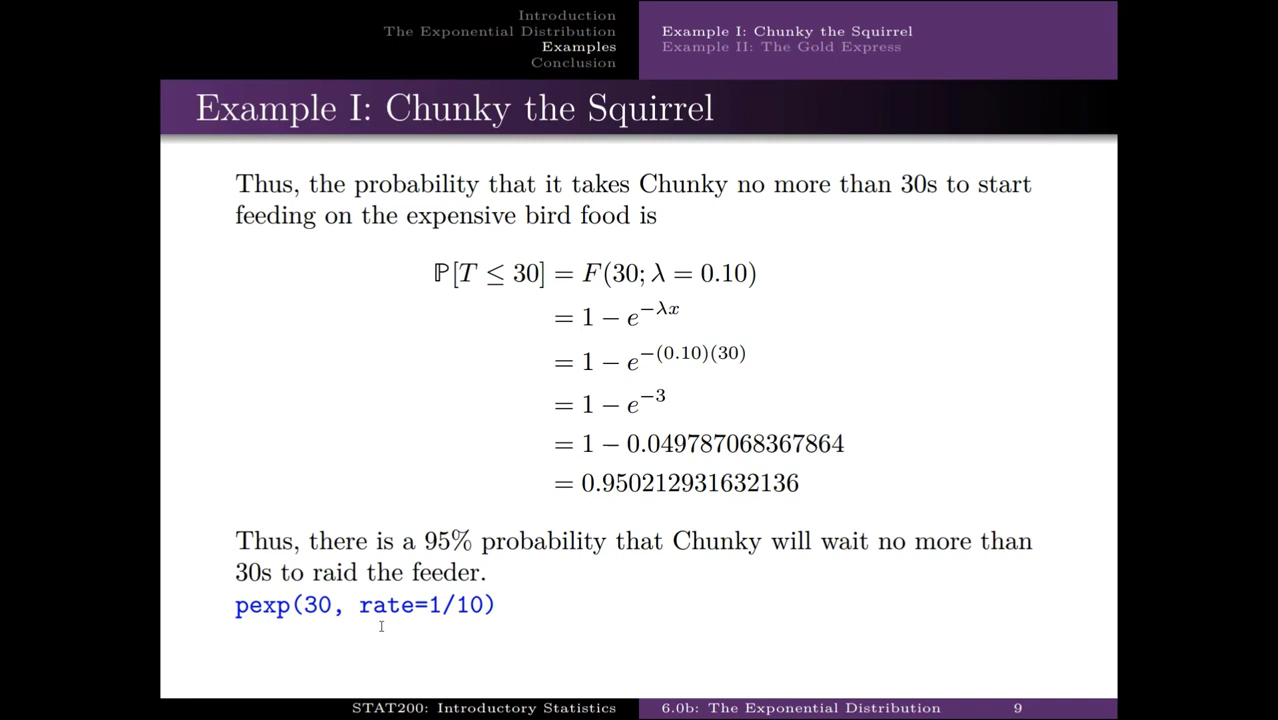 Introduction
The Exponential Distribution
Examples
Conclusion
Example I: Chunky the Squirrel
Example II: The Gold Express
Example I: Chunky the Squirrel
Thus, the probability that it takes Chunky no more than 30s to start
feeding on the expensive bird food is
ℙ[T ≤ 30] = F(30; λ = 0.10)
= 1 − e^{−λx}
= 1 − e^{−(0.10)(30)}
= 1 − e^{−3}
= 1 − 0.049787068367864
= 0.950212931632136
Thus, there is a 95% probability that Chunky will wait no more than
30s to raid the feeder.
pexp(30, rate=1/10)
STAT200: Introductory Statistics
6.0b: The Exponential Distribution
9